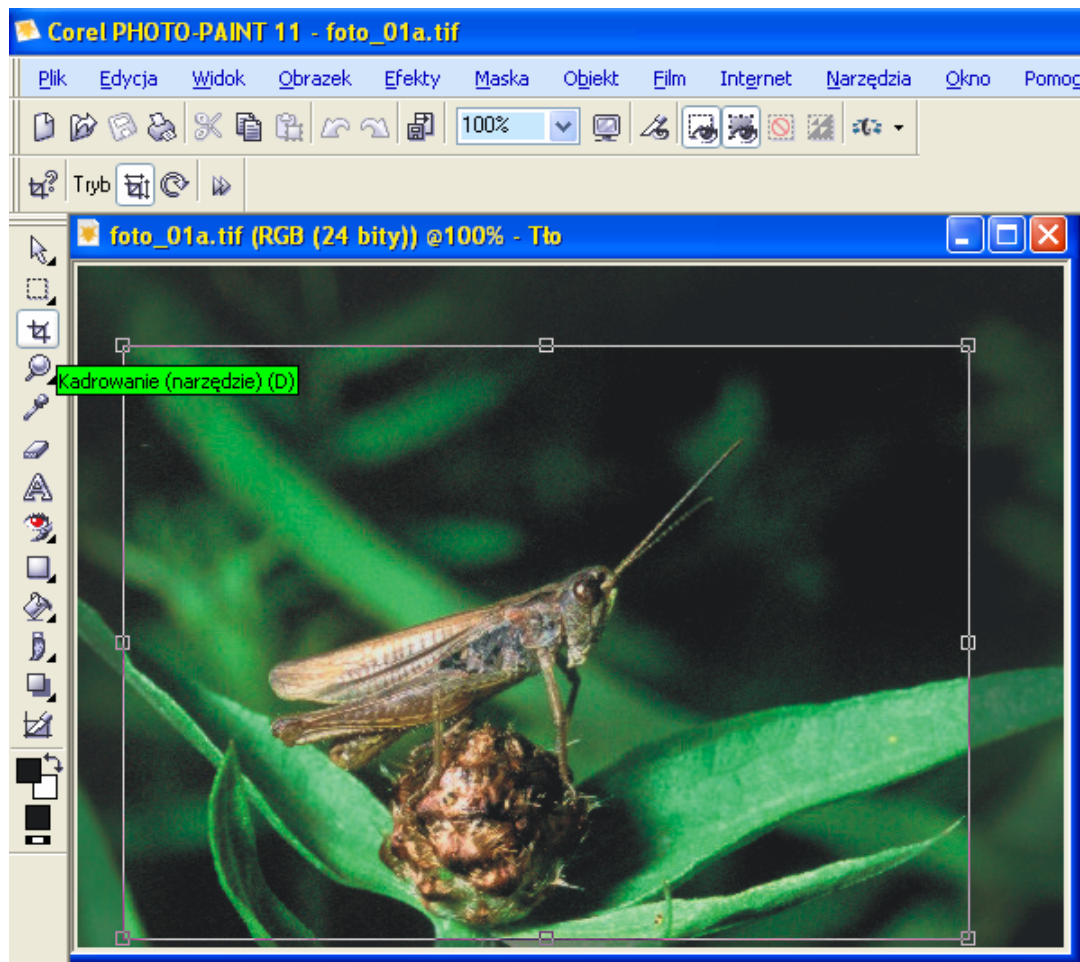 Corel PHOTO-PAINT 11 - foto_01a.tif
Plik Edycja Widok Obrazek Efekty Maska Obiekt Film Internet Narzędzia Okno
100%
Tryb
foto_01a.tif (RGB (24 bity)) @100% - Tło
Kadrowanie (narzędzie) (D)